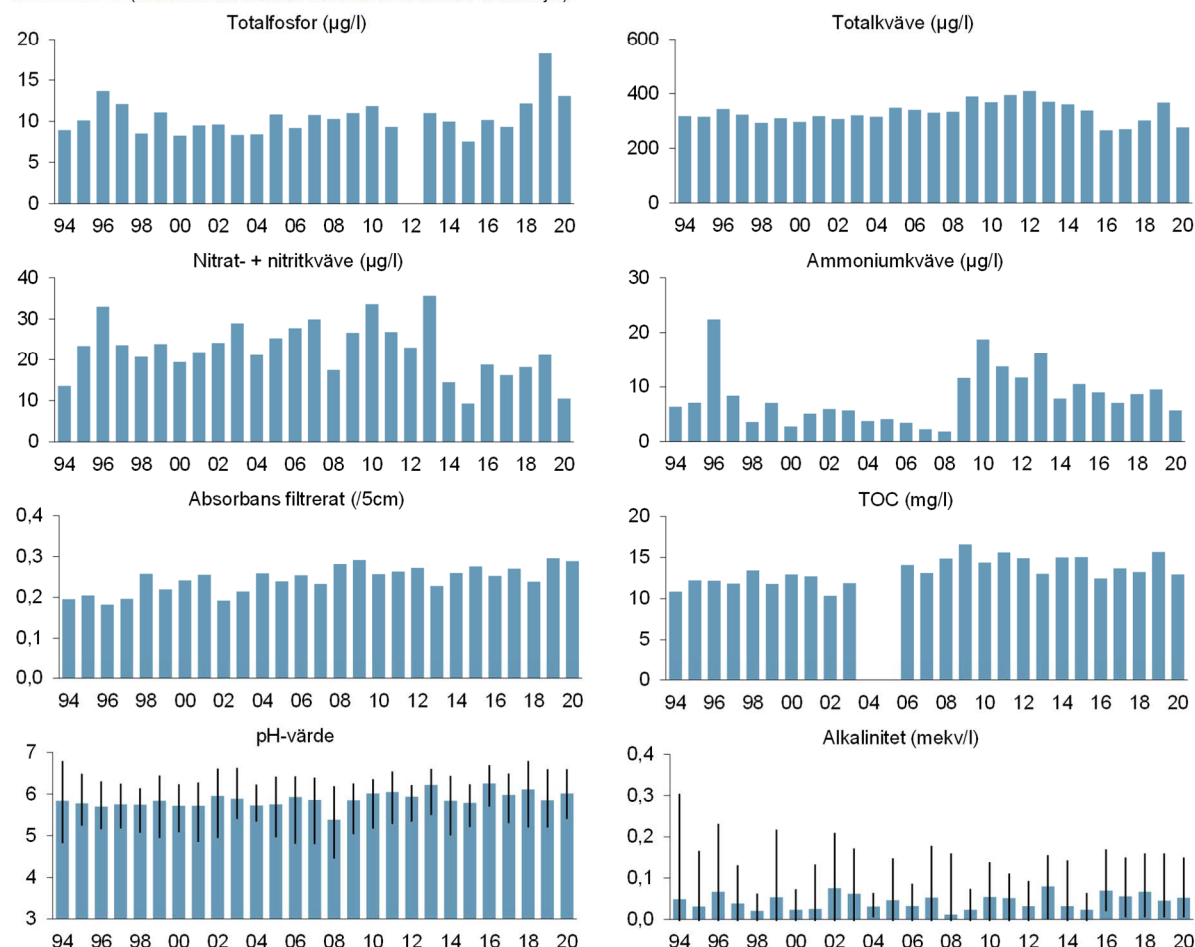 Totalfosfor (µg/l)
20
15
10
5
0
94 96 98 00 02 04 06 08 10 12 14 16 18 20
Totalkväve (µg/l)
600
400
200
0
94 96 98 00 02 04 06 08 10 12 14 16 18 20
Nitrat- + nitritkväve (µg/l)
40
30
20
10
0
94 96 98 00 02 04 06 08 10 12 14 16 18 20
Ammoniumkväve (µg/l)
30
20
10
0
94 96 98 00 02 04 06 08 10 12 14 16 18 20
Absorbans filtrerat (/5cm)
0,4
0,3
0,2
0,1
0,0
94 96 98 00 02 04 06 08 10 12 14 16 18 20
TOC (mg/l)
20
15
10
5
0
94 96 98 00 02 04 06 08 10 12 14 16 18 20
pH-värde
7
6
5
4
3
94 96 98 00 02 04 06 08 10 12 14 16 18 20
Alkalinitet (mekv/l)
0,4
0,3
0,2
0,1
0,0
94 96 98 00 02 04 06 08 10 12 14 16 18 20